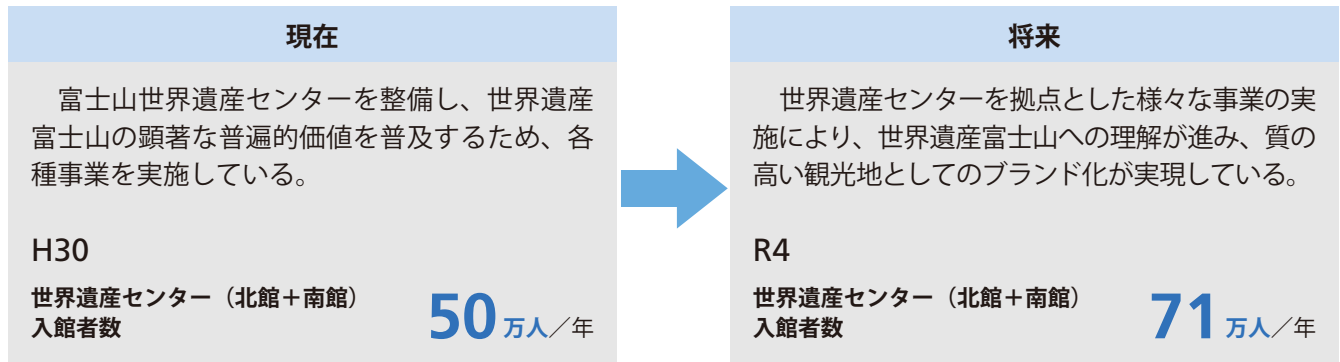 現在
富士山世界遺産センターを整備し、世界遺産
富士山の顕著な普遍的価値を普及するため、各
種事業を実施している。
H30
世界遺産センター（北館＋南館）
入館者数
50万人／年
将来
世界遺産センターを拠点とした様々な事業の実
施により、世界遺産富士山への理解が進み、質の
高い観光地としてのブランド化が実現している。
R4
世界遺産センター（北館＋南館）
入館者数
71万人／年